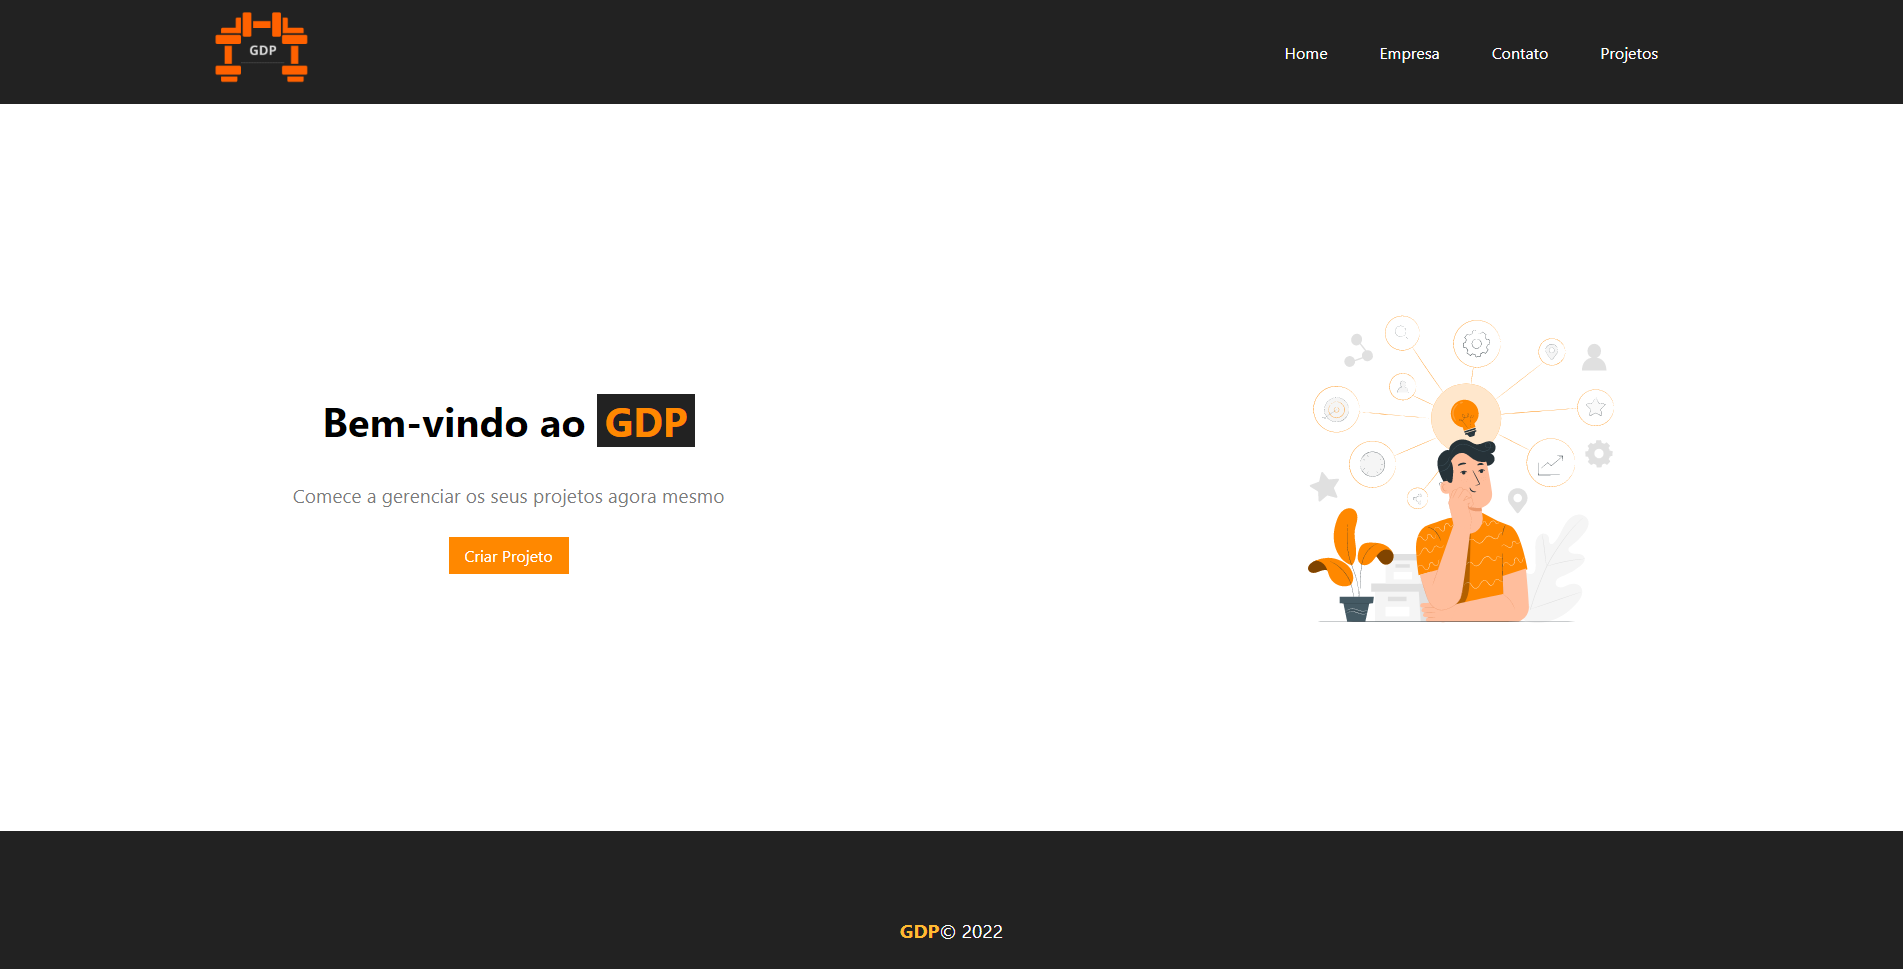 GDP
Home Empresa Contato Projetos
Bem-vindo ao GDP
Comece a gerenciar os seus projetos agora mesmo
Criar Projeto
GDP© 2022